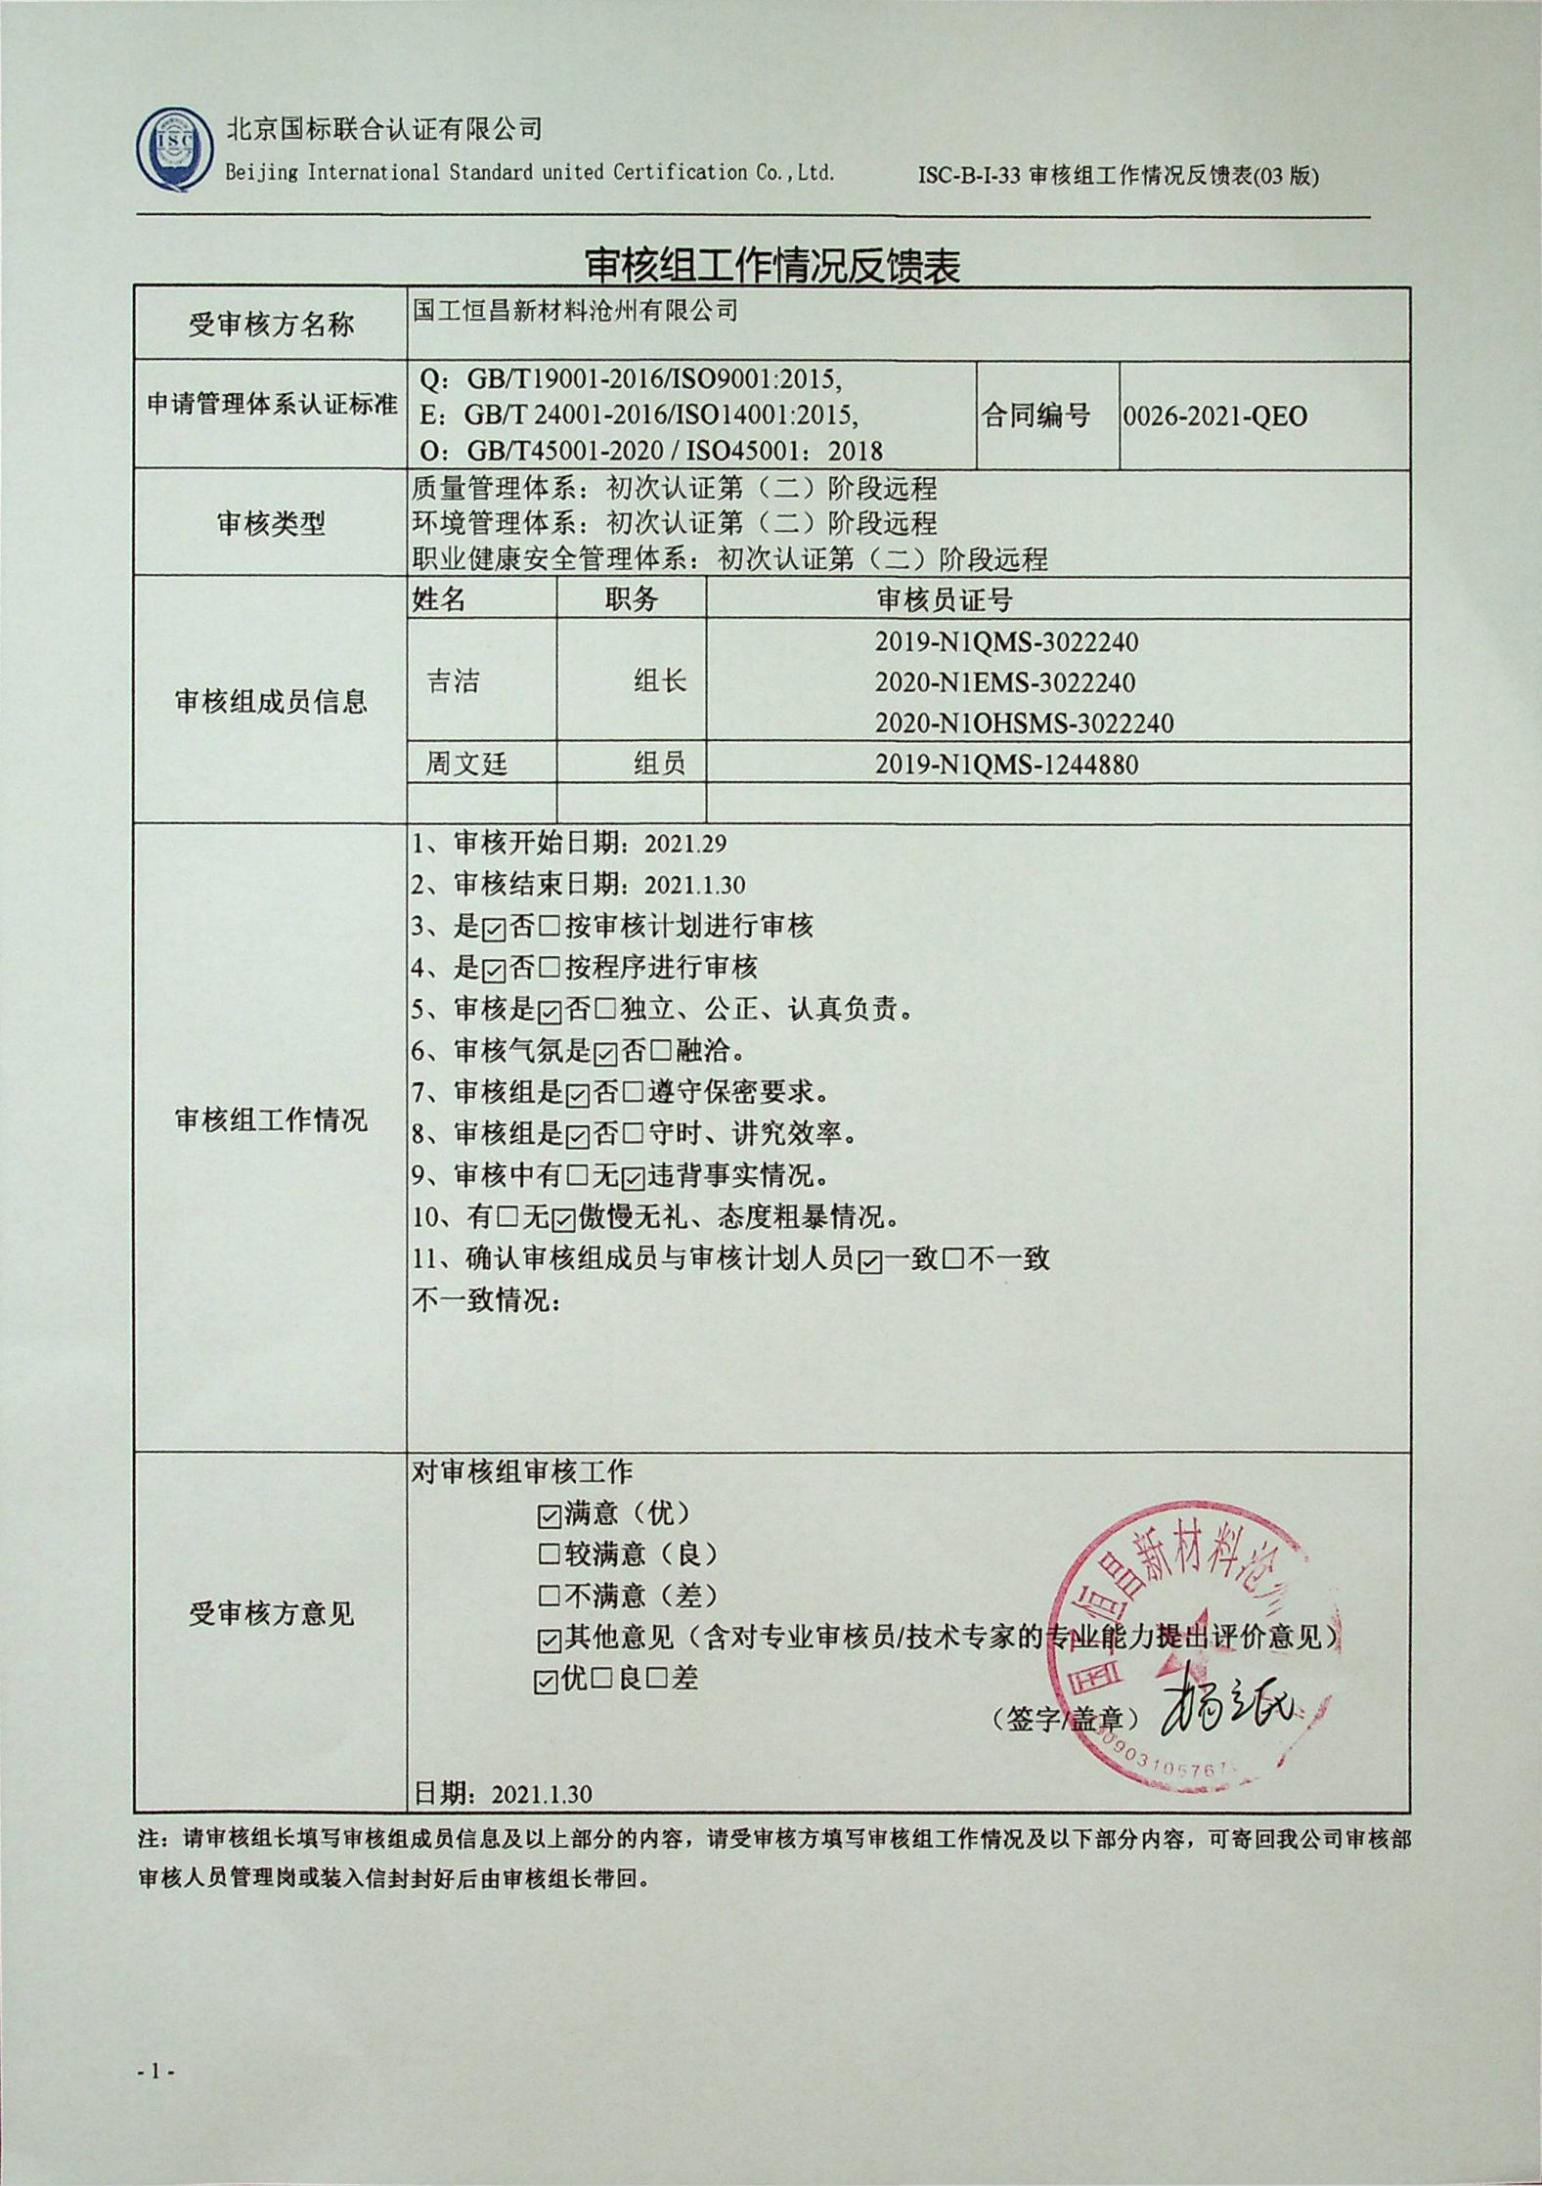 ISC
北京国标联合认证有限公司
Beijing International Standard united Certification Co.,Ltd.
ISC-B-I-33 审核组工作情况反馈表(03 版)
审核组工作情况反馈表
受审核方名称
国工恒昌新材料沧州有限公司
申请管理体系认证标准
Q：GB/T19001-2016/ISO9001:2015,
E：GB/T 24001-2016/ISO14001:2015,
O：GB/T45001-2020 / ISO45001：2018
合同编号
0026-2021-QEO
审核类型
质量管理体系：初次认证第（二）阶段远程
环境管理体系：初次认证第（二）阶段远程
职业健康安全管理体系：初次认证第（二）阶段远程
审核组成员信息
姓名 职务 审核员证号
吉洁 组长
2019-N1QMS-3022240
2020-N1EMS-3022240
2020-N1OHSMS-3022240
周文廷 组员 2019-N1QMS-1244880
审核组工作情况
1、审核开始日期：2021.29
2、审核结束日期：2021.1.30
3、是☑否□按审核计划进行审核
4、是☑否□按程序进行审核
5、审核是☑否□独立、公正、认真负责。
6、审核气氛是☑否□融洽。
7、审核组是☑否□遵守保密要求。
8、审核组是☑否□守时、讲究效率。
9、审核中有□无☑违背事实情况。
10、有□无☑傲慢无礼、态度粗暴情况。
11、确认审核组成员与审核计划人员☑一致□不一致
不一致情况：
受审核方意见
对审核组审核工作
☑满意（优）
□较满意（良）
□不满意（差）
☑其他意见（含对专业审核员/技术专家的专业能力提出评价意见）
☑优□良□差
（签字/盖章）
日期：2021.1.30
注：请审核组长填写审核组成员信息及以上部分的内容，请受审核方填写审核组工作情况及以下部分内容，可寄回我公司审核部
审核人员管理岗或装入信封封好后由审核组长带回。
- 1 -